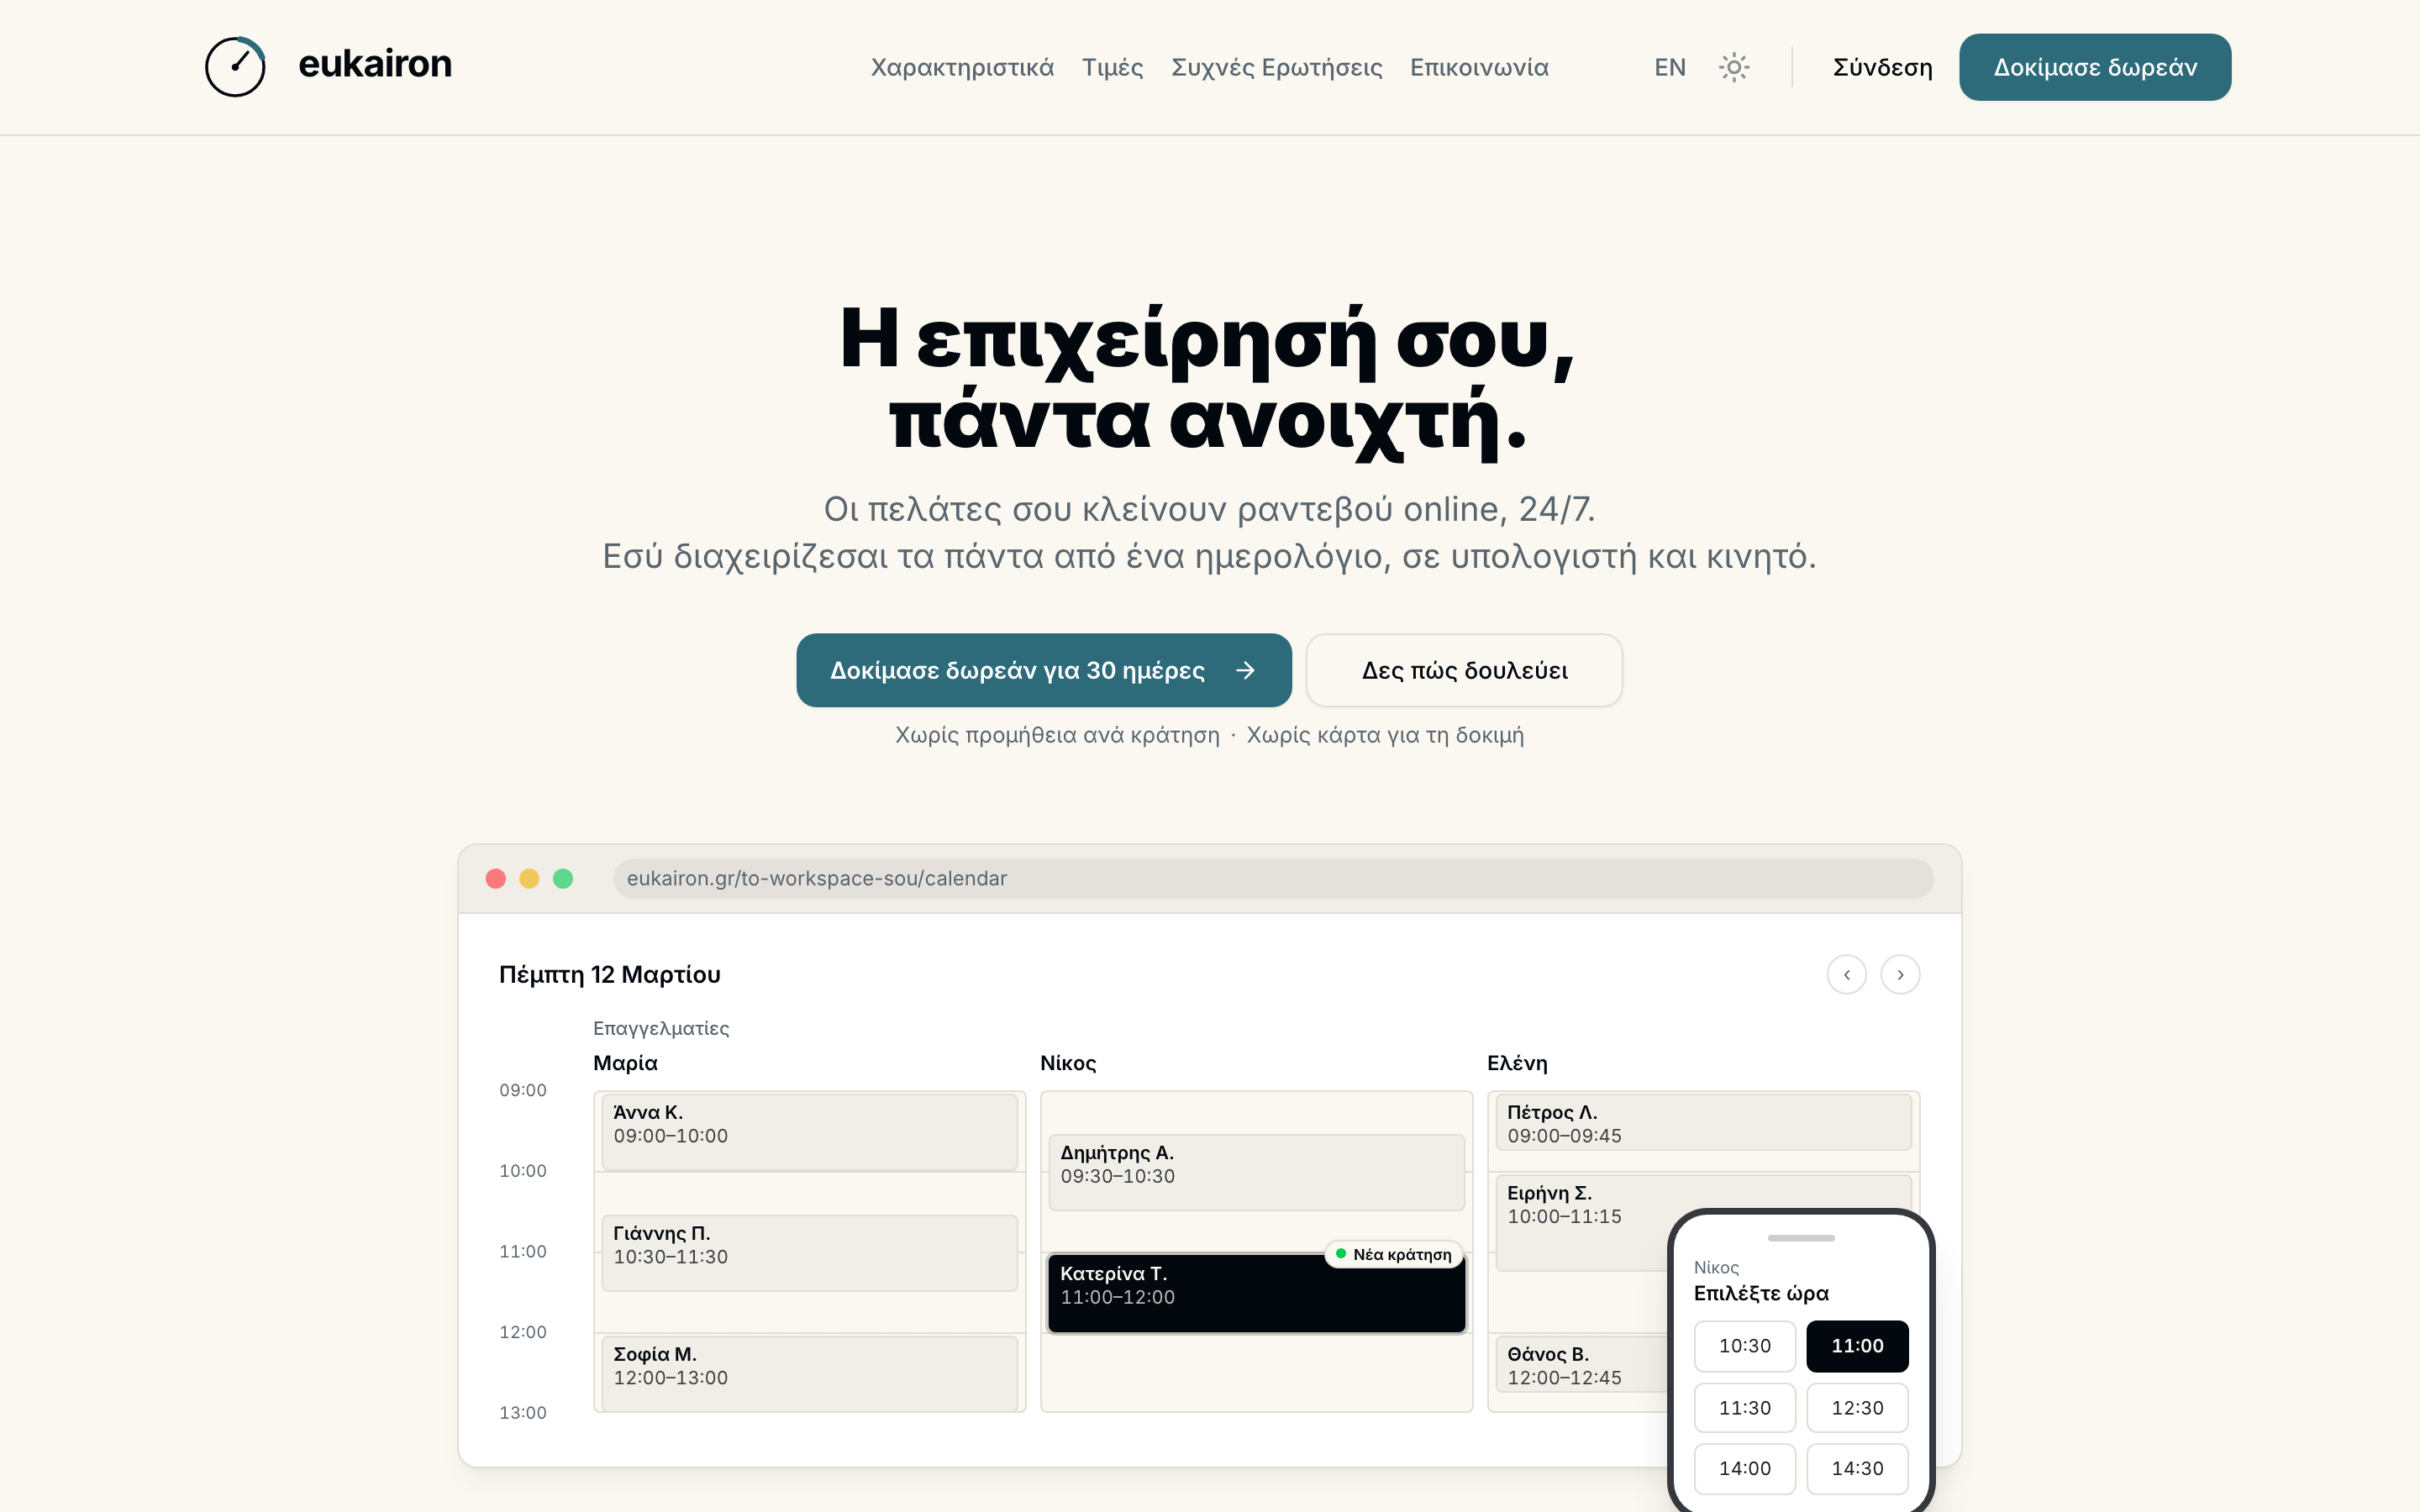 eukairon
Χαρακτηριστικά Τιμές Συχνές Ερωτήσεις Επικοινωνία EN Σύνδεση Δοκίμασε δωρεάν
Η επιχείρησή σου,
πάντα ανοιχτή.
Οι πελάτες σου κλείνουν ραντεβού online, 24/7.
Εσύ διαχειρίζεσαι τα πάντα από ένα ημερολόγιο, σε υπολογιστή και κινητό.
Δοκίμασε δωρεάν για 30 ημέρες → Δες πώς δουλεύει
Χωρίς προμήθεια ανά κράτηση · Χωρίς κάρτα για τη δοκιμή
eukairon.gr/to-workspace-sou/calendar
Πέμπτη 12 Μαρτίου ‹ ›
Επαγγελματίες
Μαρία Νίκος Ελένη
09:00
10:00
11:00
12:00
13:00
Άννα Κ.
09:00–10:00
Γιάννης Π.
10:30–11:30
Σοφία Μ.
12:00–13:00
Δημήτρης Α.
09:30–10:30
Νέα κράτηση
Κατερίνα Τ.
11:00–12:00
Πέτρος Λ.
09:00–09:45
Ειρήνη Σ.
10:00–11:15
Θάνος Β.
12:00–12:45
Νίκος
Επιλέξτε ώρα
10:30 11:00
11:30 12:30
14:00 14:30